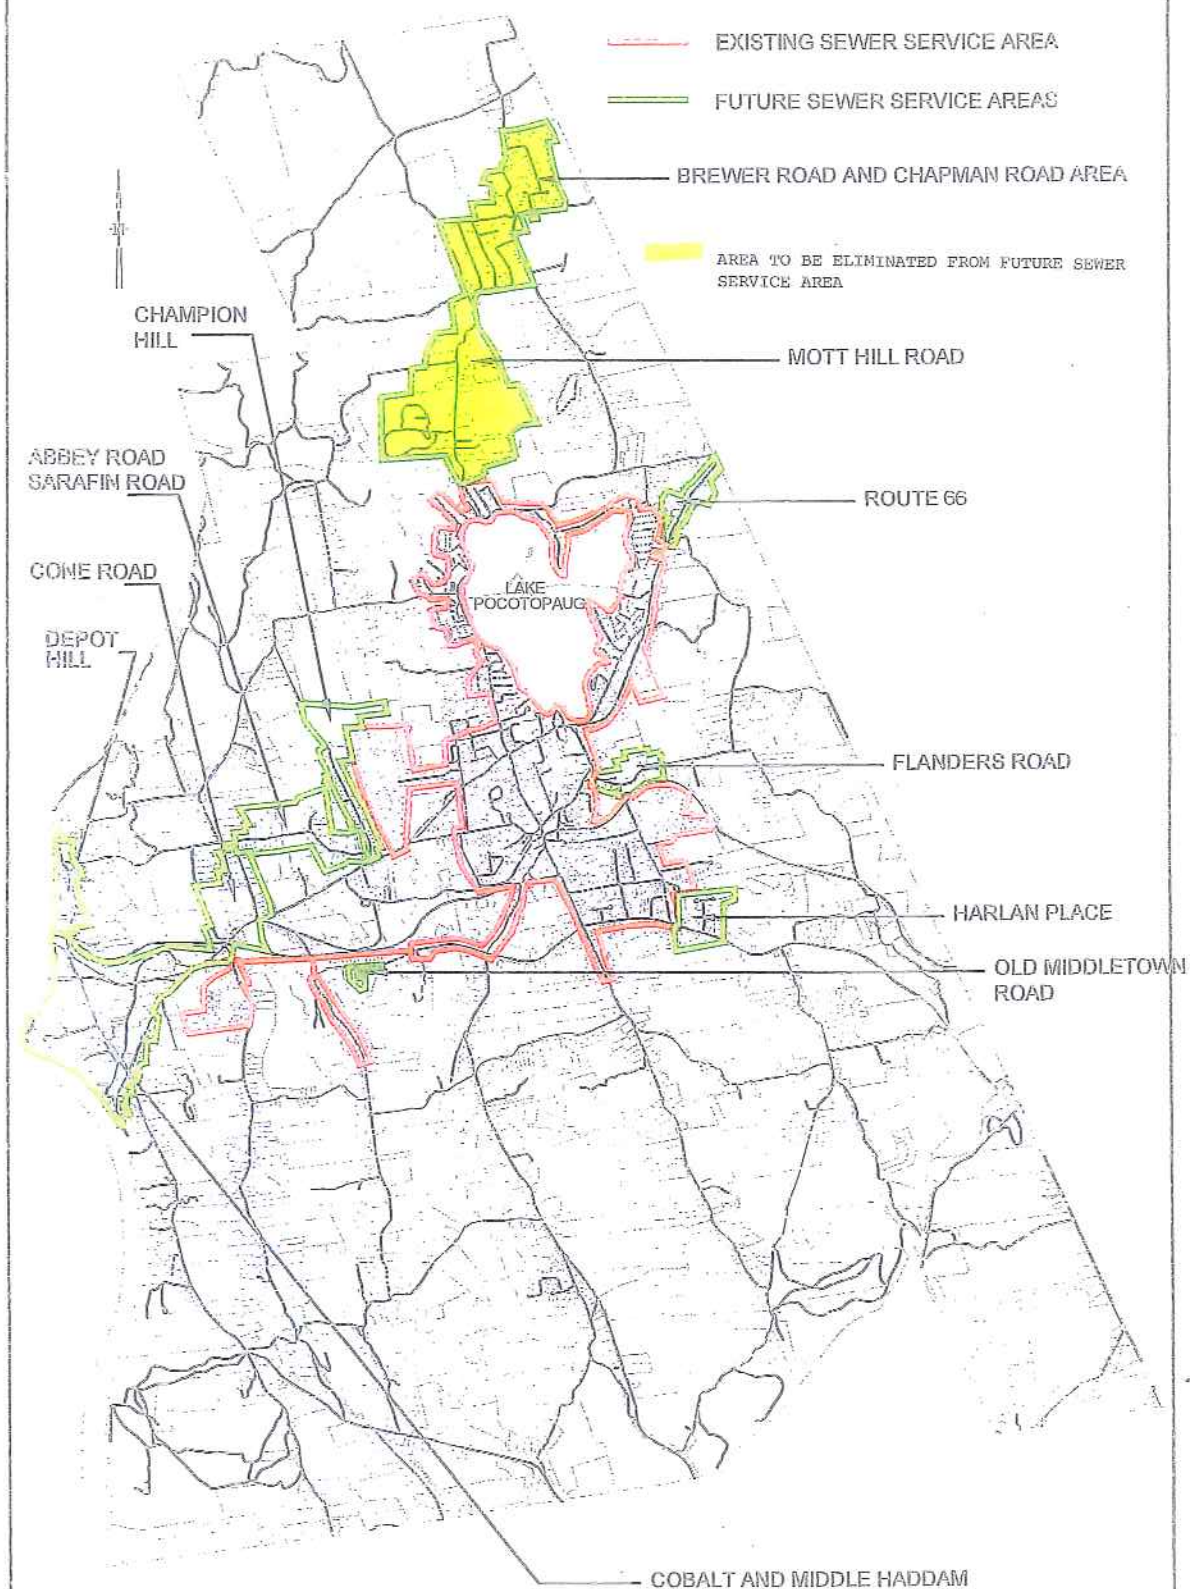 EXISTING SEWER SERVICE AREA
FUTURE SEWER SERVICE AREAS
BREWER ROAD AND CHAPMAN ROAD AREA
AREA TO BE ELIMINATED FROM FUTURE SEWER
SERVICE AREA
N
CHAMPION
HILL
MOTT HILL ROAD
ABBEY ROAD
SARAFIN ROAD
ROUTE 66
CONE ROAD
LAKE
POCOTOPAUG
DEPOT
HILL
FLANDERS ROAD
HARLAN PLACE
OLD MIDDLETOWN
ROAD
COBALT AND MIDDLE HADDAM